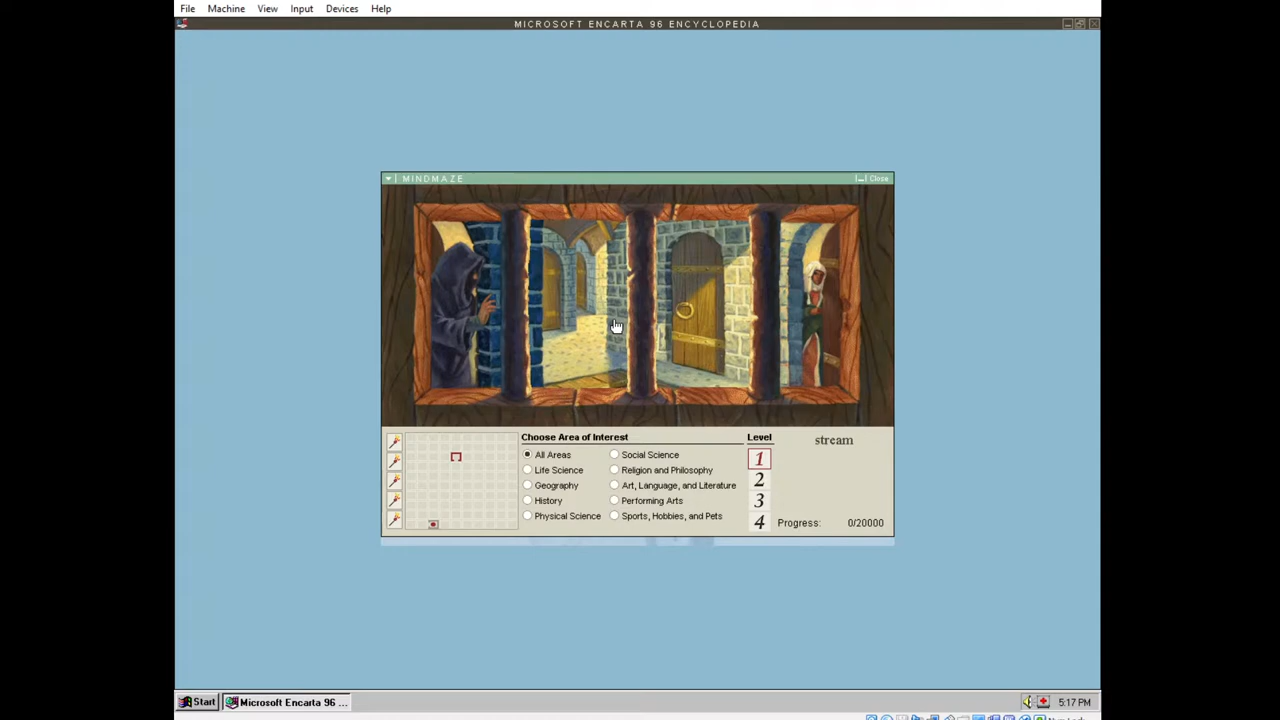 File Machine View Input Devices Help
MICROSOFT ENCARTA 96 ENCYCLOPEDIA
MINDMAZE Close
Choose Area of Interest
All Areas
Life Science
Geography
History
Physical Science
Social Science
Religion and Philosophy
Art, Language, and Literature
Performing Arts
Sports, Hobbies, and Pets
Level
1
2
3
4
stream
Progress: 0/20000
Start Microsoft Encarta 96 ... 5:17 PM